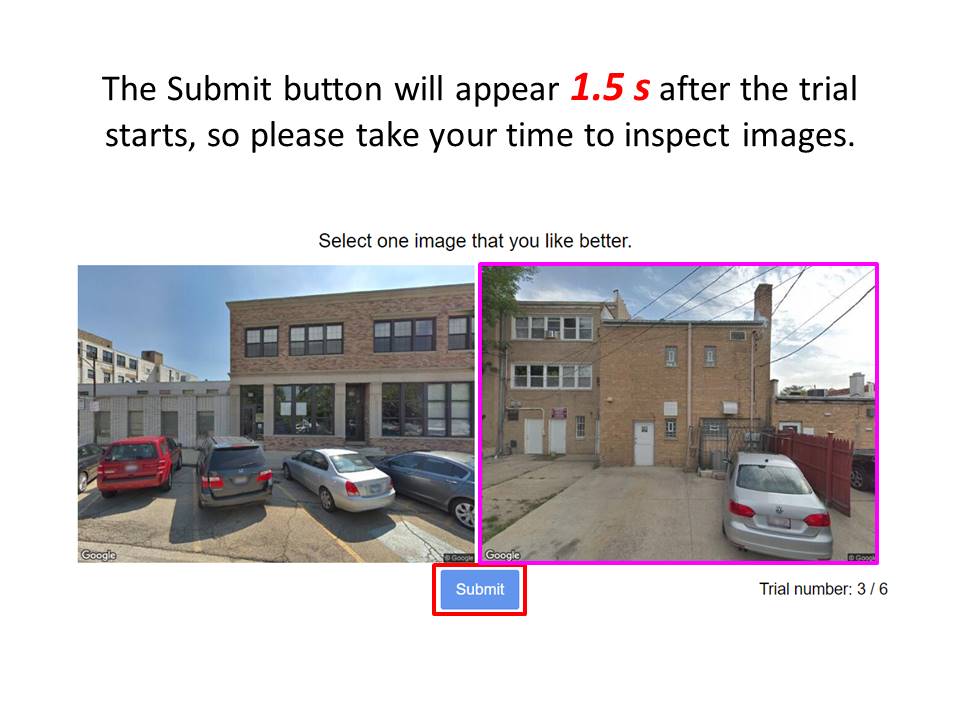 The Submit button will appear 1.5 s after the trial
starts, so please take your time to inspect images.
Select one image that you like better.
Google
© Google
Google
© Google
Submit
Trial number: 3 / 6